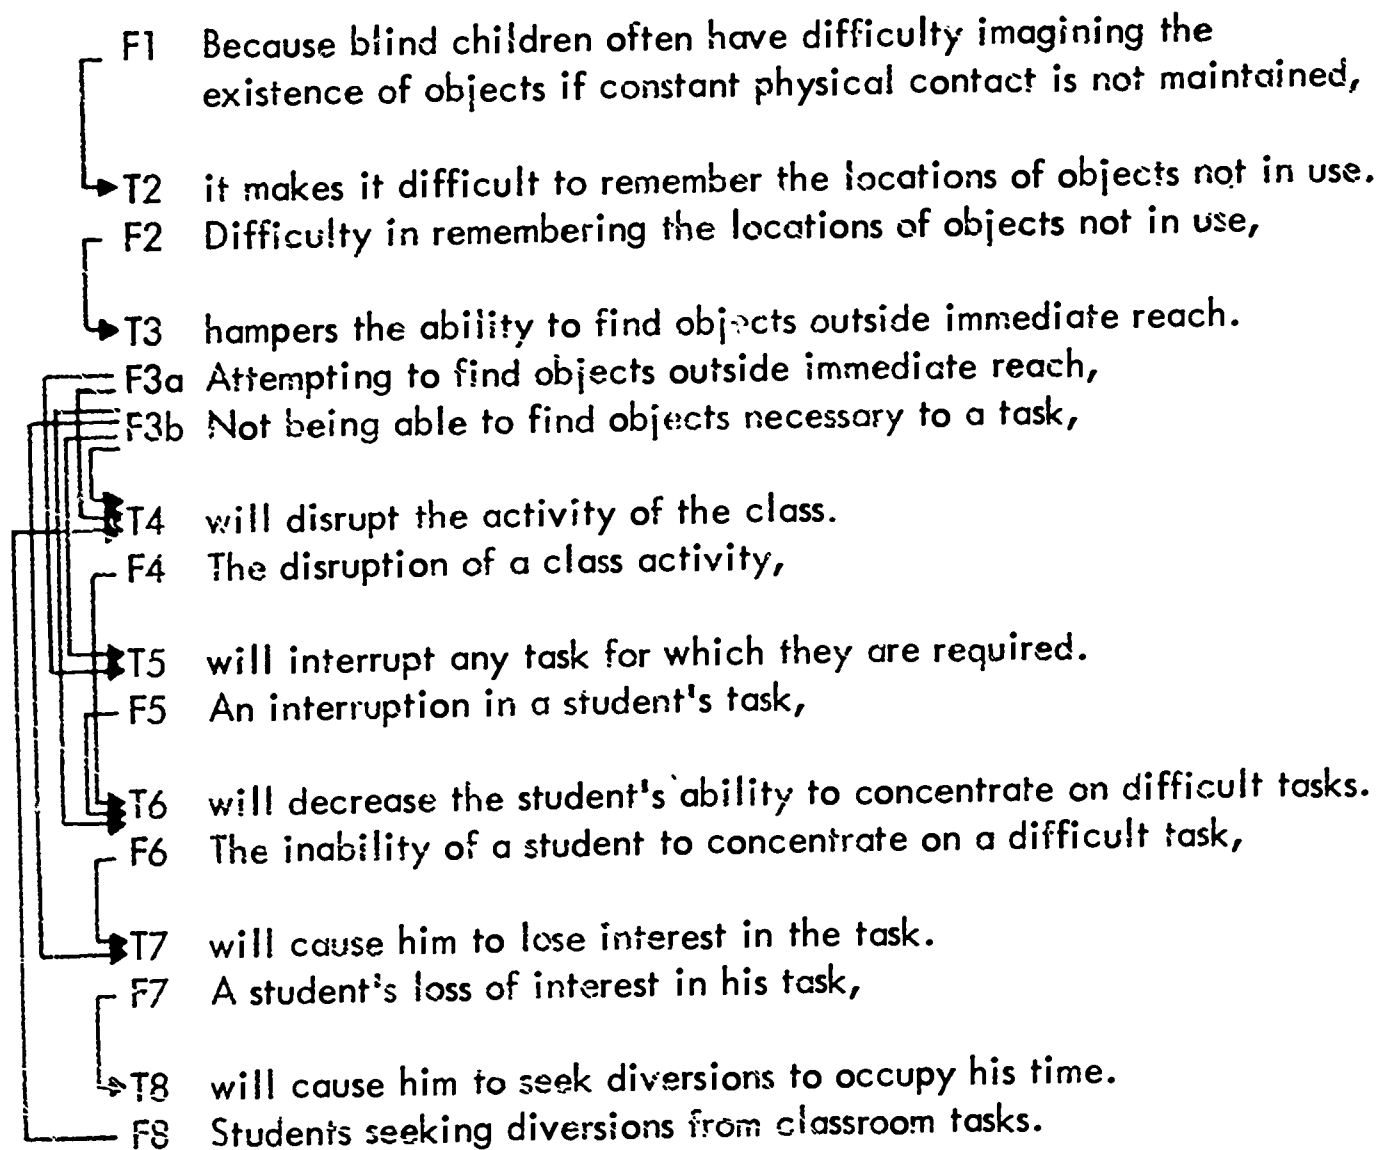 F1 Because blind children often have difficulty imagining the
existence of objects if constant physical contact is not maintained,
T2 it makes it difficult to remember the locations of objects not in use.
F2 Difficulty in remembering the locations of objects not in use,
T3 hampers the ability to find objects outside immediate reach.
F3a Attempting to find objects outside immediate reach,
F3b Not being able to find objects necessary to a task,
T4 will disrupt the activity of the class.
F4 The disruption of a class activity,
T5 will interrupt any task for which they are required.
F5 An interruption in a student's task,
T6 will decrease the student's ability to concentrate on difficult tasks.
F6 The inability of a student to concentrate on a difficult task,
T7 will cause him to lose interest in the task.
F7 A student's loss of interest in his task,
T8 will cause him to seek diversions to occupy his time.
F8 Students seeking diversions from classroom tasks.